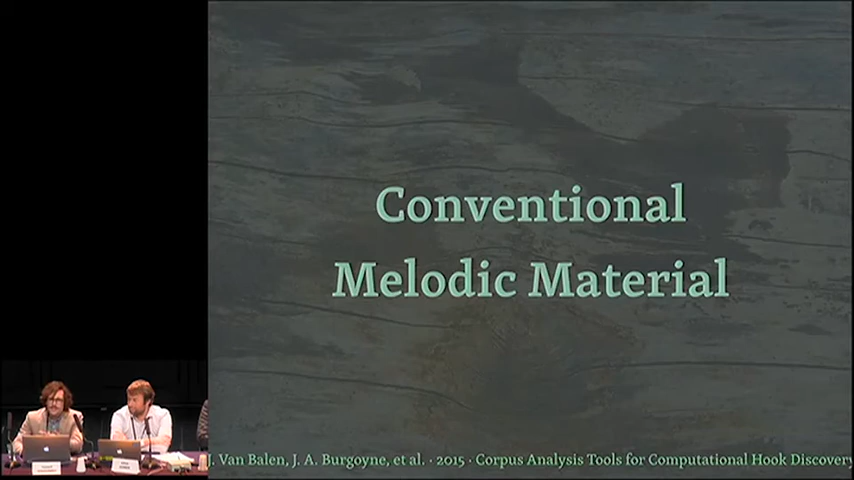 Conventional
Melodic Material
J. Van Balen, J. A. Burgoyne, et al. · 2015 · Corpus Analysis Tools for Computational Hook Discovery